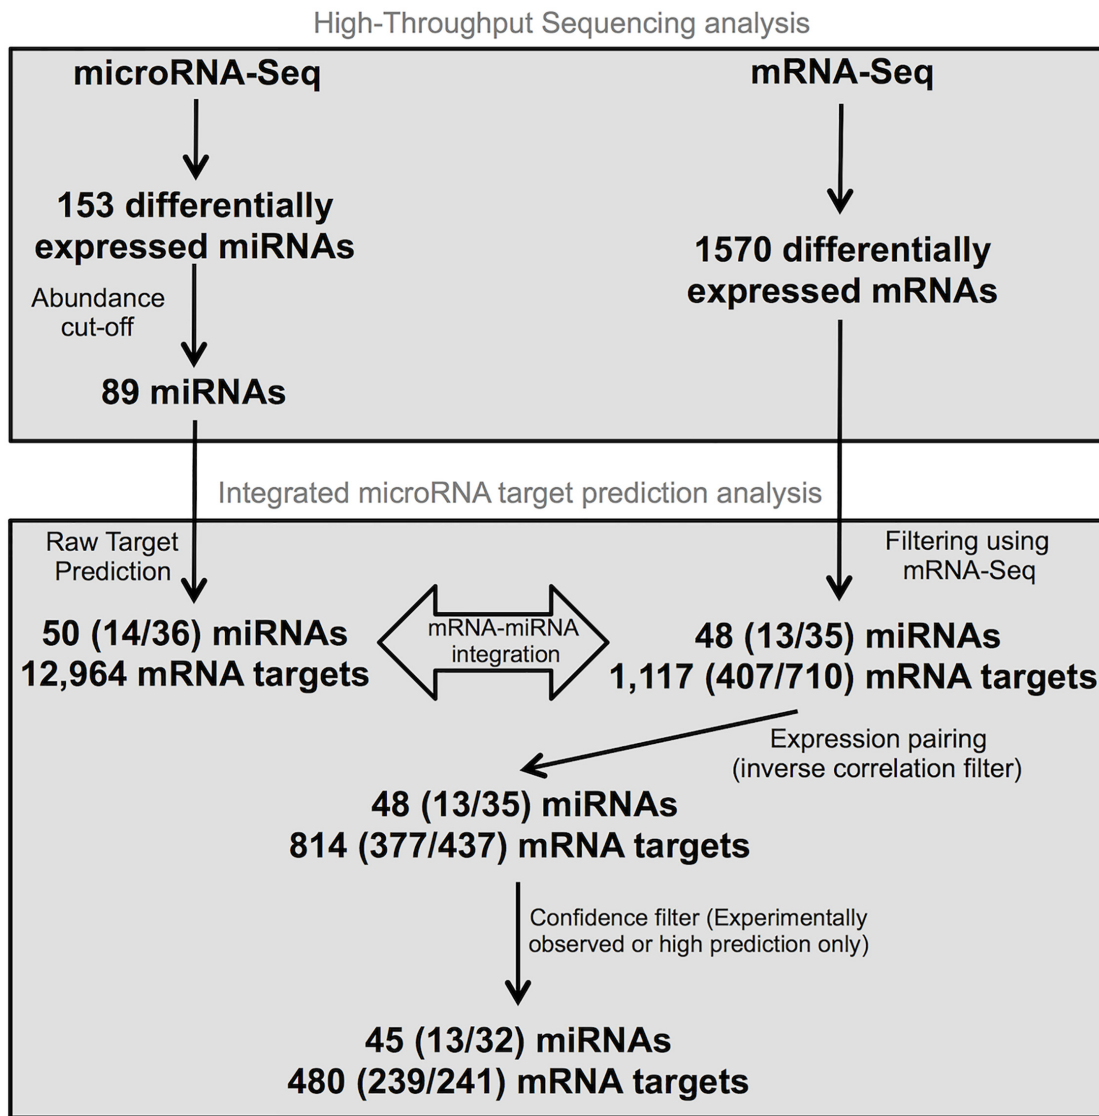 High-Throughput Sequencing analysis
microRNA-Seq
mRNA-Seq
153 differentially
expressed miRNAs
1570 differentially
expressed mRNAs
Abundance
cut-off
89 miRNAs
Integrated microRNA target prediction analysis
Raw Target
Prediction
Filtering using
mRNA-Seq
50 (14/36) miRNAs
12,964 mRNA targets
mRNA-miRNA
integration
48 (13/35) miRNAs
1,117 (407/710) mRNA targets
Expression pairing
(inverse correlation filter)
48 (13/35) miRNAs
814 (377/437) mRNA targets
Confidence filter (Experimentally
observed or high prediction only)
45 (13/32) miRNAs
480 (239/241) mRNA targets